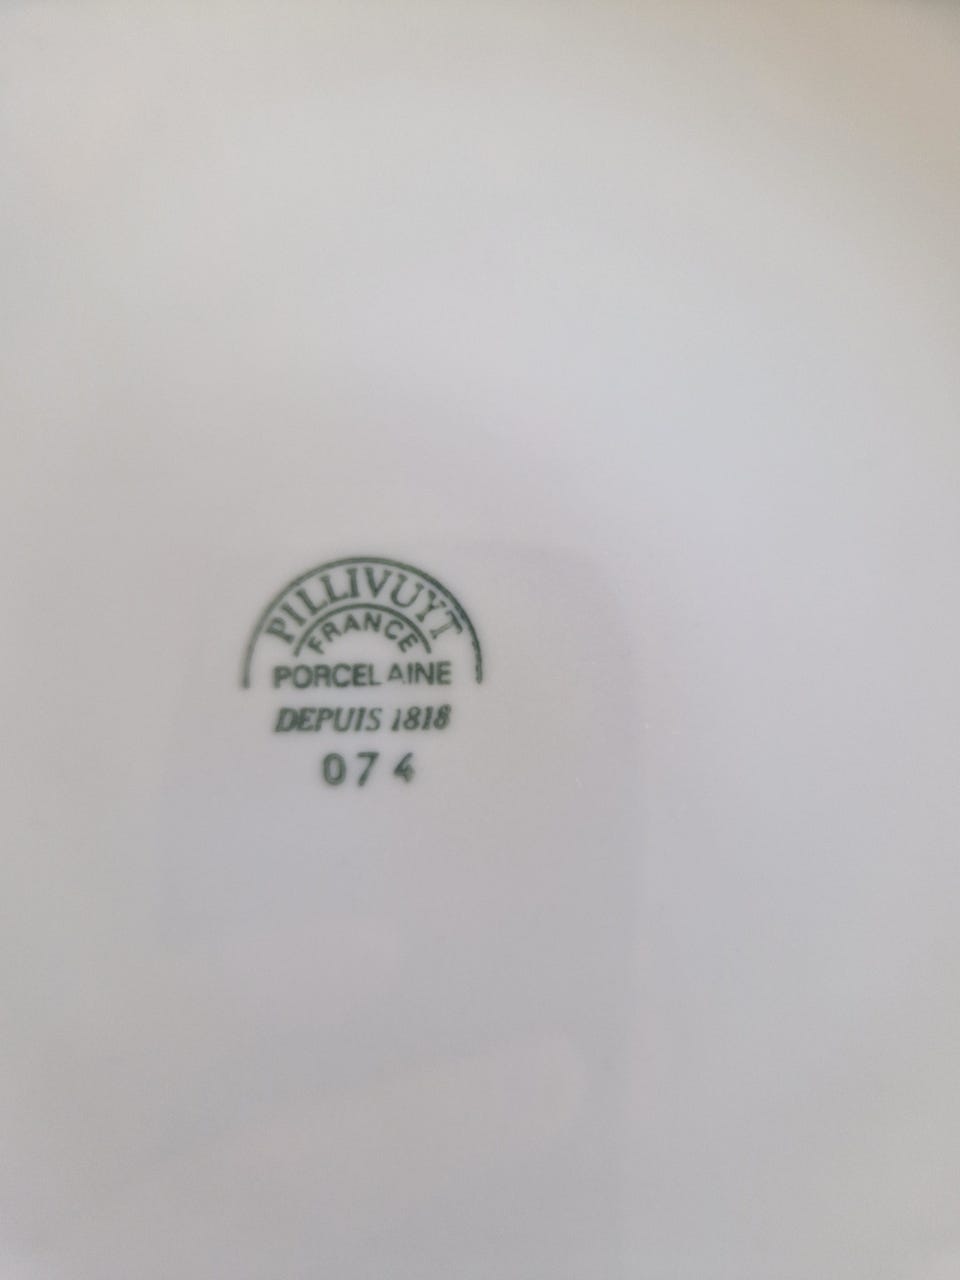 PILLIVUYT
FRANCE
PORCELAINE
DEPUIS 1818
074